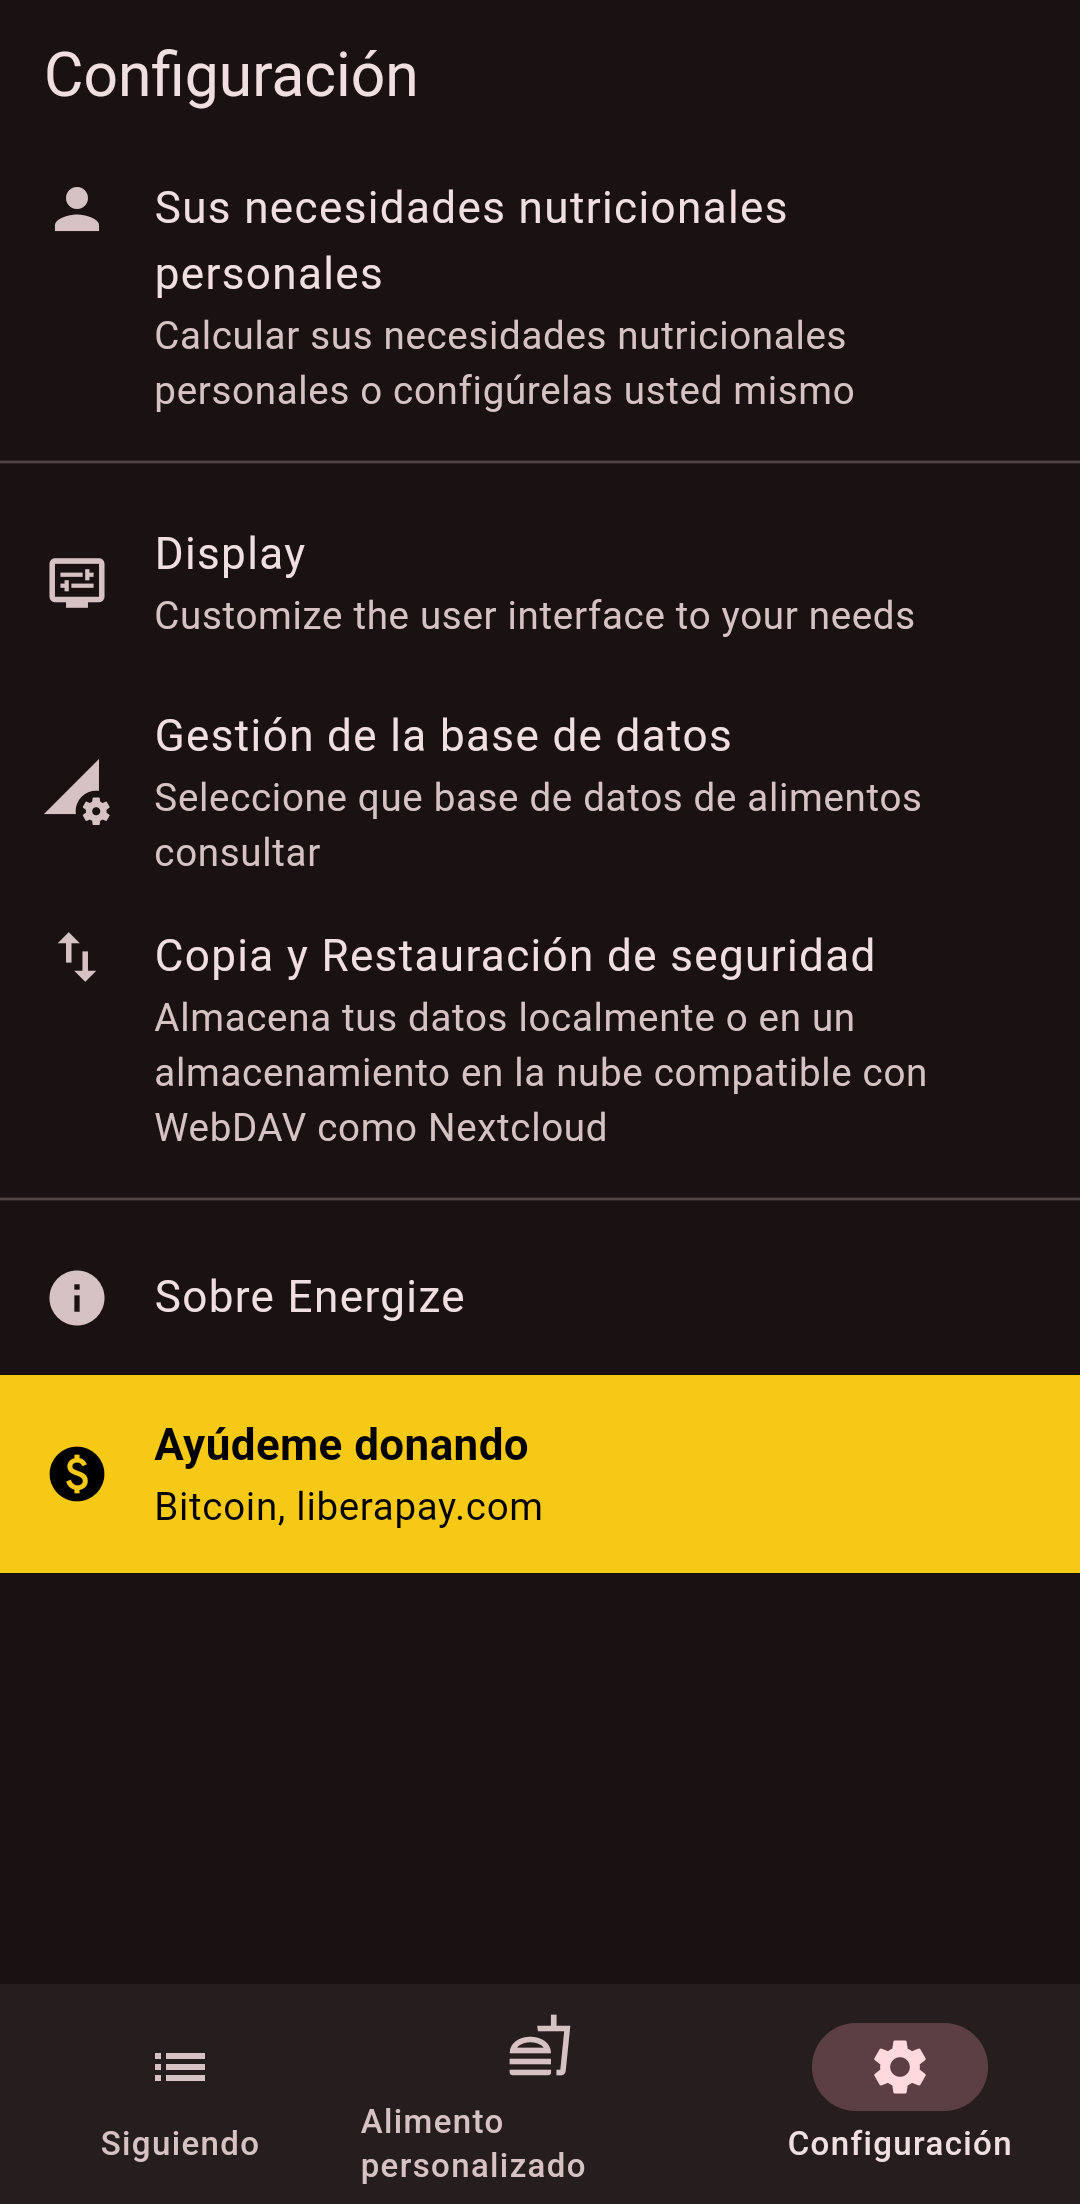 Configuración
Sus necesidades nutricionales
personales
Calcular sus necesidades nutricionales
personales o configúrelas usted mismo
Display
Customize the user interface to your needs
Gestión de la base de datos
Seleccione que base de datos de alimentos
consultar
Copia y Restauración de seguridad
Almacena tus datos localmente o en un
almacenamiento en la nube compatible con
WebDAV como Nextcloud
Sobre Energize
Ayúdeme donando
Bitcoin, liberapay.com
Siguiendo
Alimento
personalizado
Configuración